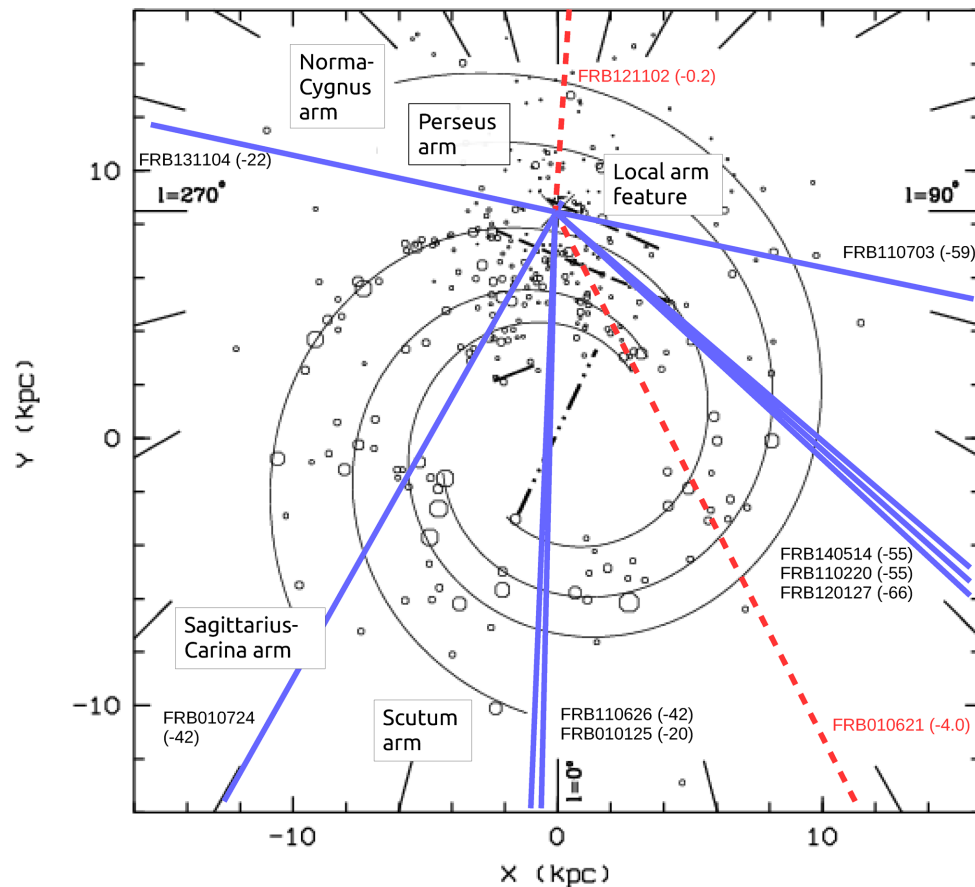 Norma-
Cygnus
arm
FRB121102 (-0.2)
Perseus
arm
Local arm
feature
FRB131104 (-22)
l=270°
l=90°
FRB110703 (-59)
10
0
-10
Y (kpc)
FRB140514 (-55)
FRB110220 (-55)
FRB120127 (-66)
Sagittarius-
Carina arm
FRB010724
(-42)
Scutum
arm
FRB110626 (-42)
FRB010125 (-20)
FRB010621 (-4.0)
l=0°
-10
0
10
X (kpc)